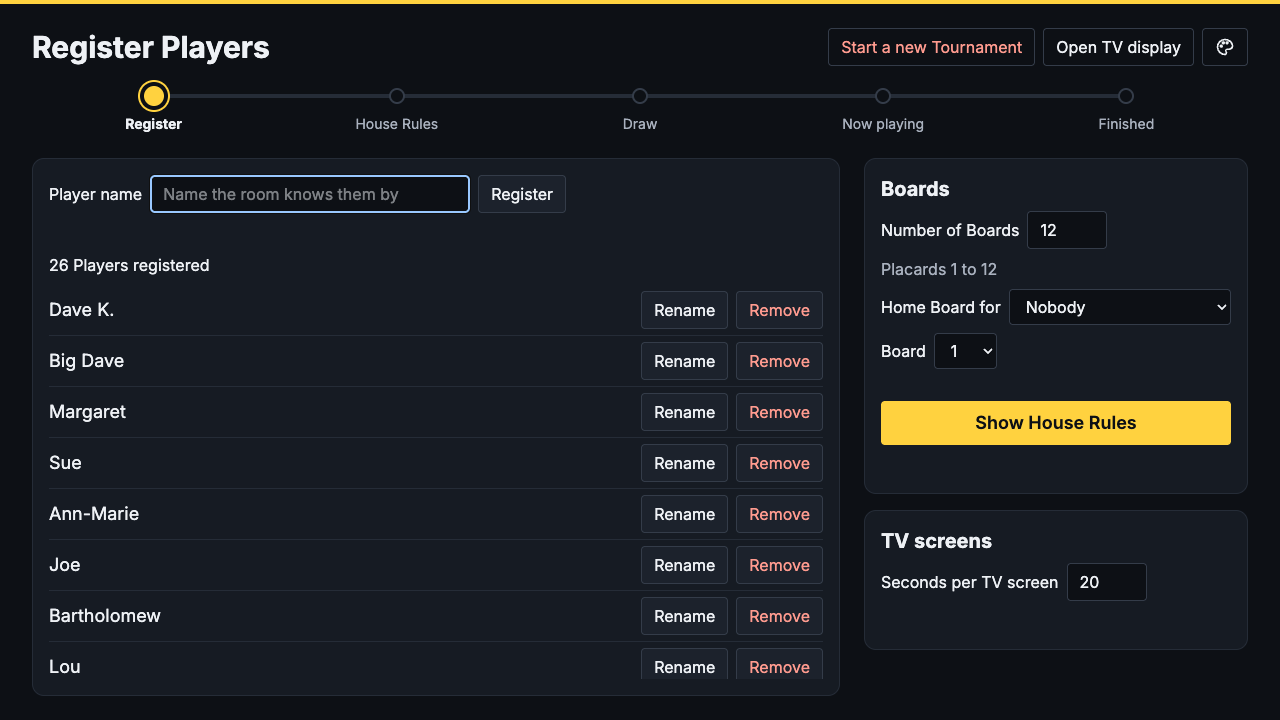 Register Players
Start a new Tournament
Open TV display
Register
House Rules
Draw
Now playing
Finished
Player name
Name the room knows them by
Register
26 Players registered
Dave K.
Rename
Remove
Big Dave
Rename
Remove
Margaret
Rename
Remove
Sue
Rename
Remove
Ann-Marie
Rename
Remove
Joe
Rename
Remove
Bartholomew
Rename
Remove
Lou
Rename
Remove
Boards
Number of Boards
12
Placards 1 to 12
Home Board for
Nobody
Board
1
Show House Rules
TV screens
Seconds per TV screen
20